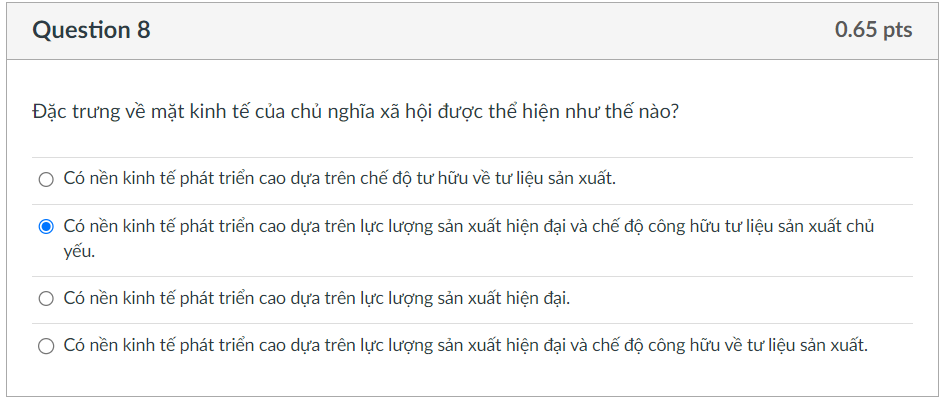 Question 8
0.65 pts
Đặc trưng về mặt kinh tế của chủ nghĩa xã hội được thể hiện như thế nào?
Có nền kinh tế phát triển cao dựa trên chế độ tư hữu về tư liệu sản xuất.
Có nền kinh tế phát triển cao dựa trên lực lượng sản xuất hiện đại và chế độ công hữu tư liệu sản xuất chủ
yếu.
Có nền kinh tế phát triển cao dựa trên lực lượng sản xuất hiện đại.
Có nền kinh tế phát triển cao dựa trên lực lượng sản xuất hiện đại và chế độ công hữu về tư liệu sản xuất.